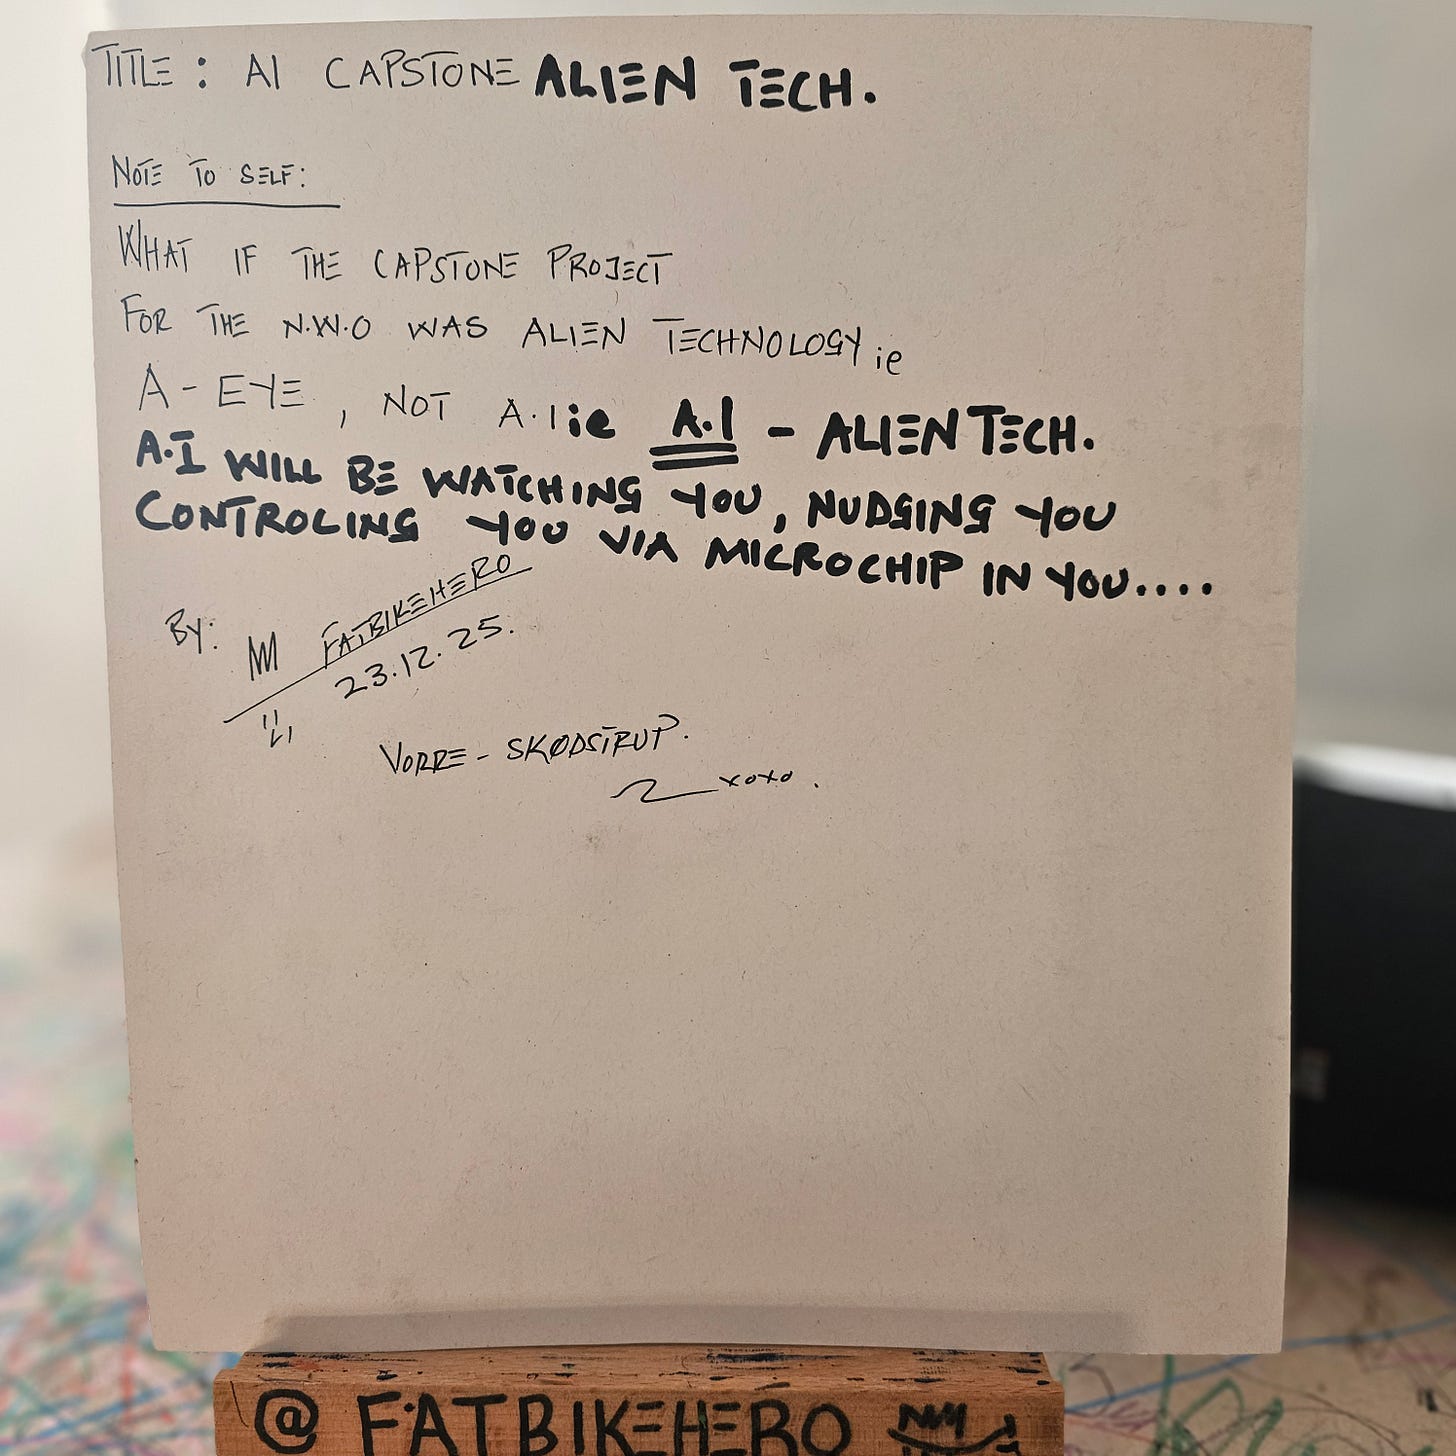 TITLE: AI CAPSTONE ALIEN TECH.
NOTE TO SELF:
WHAT IF THE CAPSTONE PROJECT
FOR THE N.W.O WAS ALIEN TECHNOLOGY ie
A-EYE, NOT A.I ie A.I - ALIEN TECH.
A.I WILL BE WATCHING YOU, NUDGING YOU
CONTROLING YOU VIA MICROCHIP IN YOU....
By: FATBIKEHERO
23.12.25.
VORRE - SKØDSTRUP.
xoxo.
@FATBIKEHERO